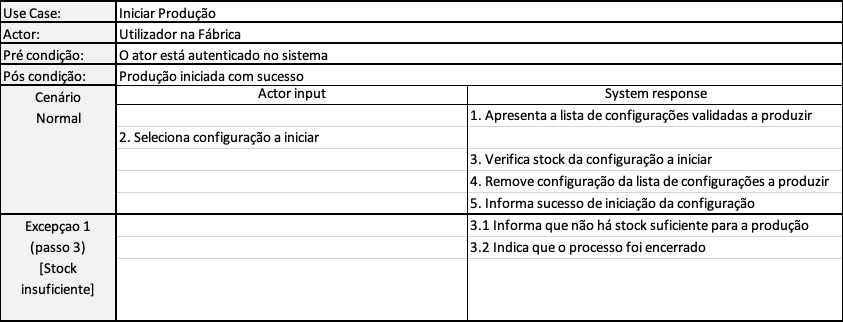 Use Case: Iniciar Produção
Actor: Utilizador na Fábrica
Pré condição: O ator está autenticado no sistema
Pós condição: Produção iniciada com sucesso
Cenário Normal
Actor input System response
1. Apresenta a lista de configurações validadas a produzir
2. Seleciona configuração a iniciar
3. Verifica stock da configuração a iniciar
4. Remove configuração da lista de configurações a produzir
5. Informa sucesso de iniciação da configuração
Excepçao 1
(passo 3)
[Stock
insuficiente]
3.1 Informa que não há stock suficiente para a produção
3.2 Indica que o processo foi encerrado